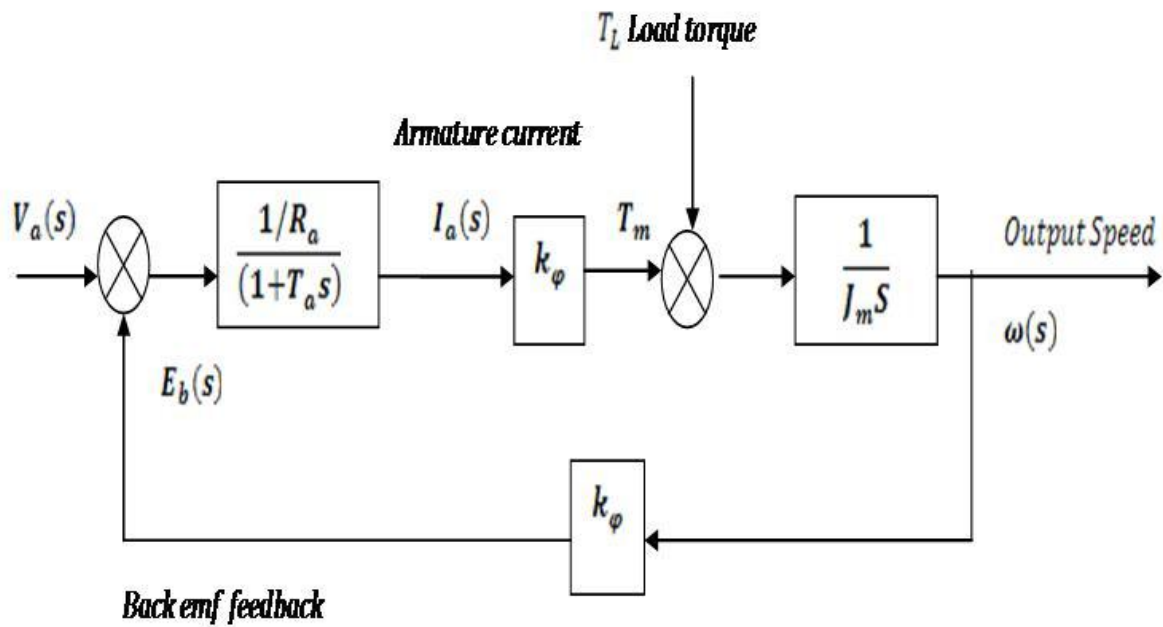 T_L Load torque
Armature current
V_a(s)
1/R_a
(1+T_a s)
I_a(s)
k_φ
T_m
1
J_m S
Output Speed
ω(s)
E_b(s)
k_φ
Back emf feedback